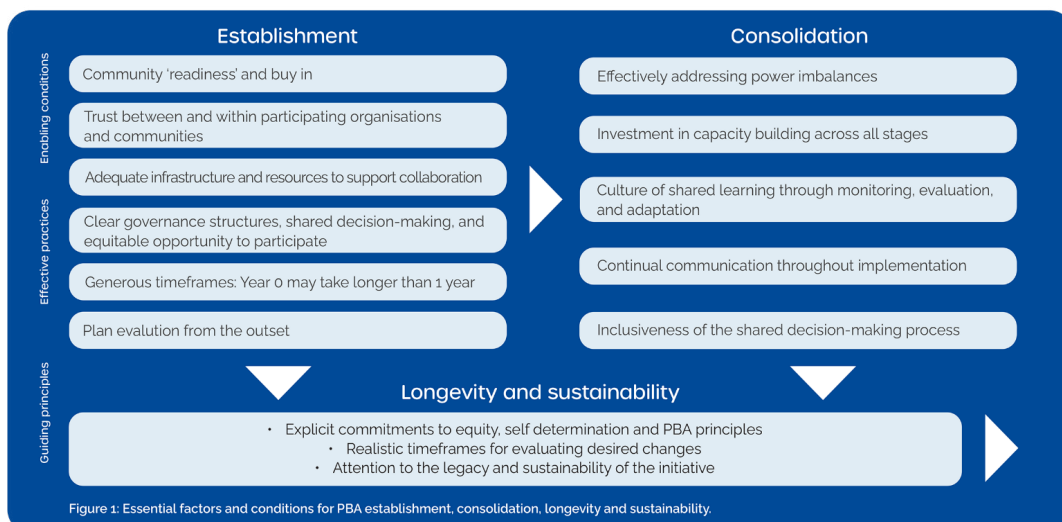 Establishment
Enabling conditions
Community ‘readiness’ and buy in
Trust between and within participating organisations
and communities
Adequate infrastructure and resources to support collaboration
Effective practices
Clear governance structures, shared decision-making, and
equitable opportunity to participate
Generous timeframes: Year 0 may take longer than 1 year
Plan evalution from the outset
Consolidation
Effectively addressing power imbalances
Investment in capacity building across all stages
Culture of shared learning through monitoring, evaluation,
and adaptation
Continual communication throughout implementation
Inclusiveness of the shared decision-making process
Guiding principles
Longevity and sustainability
• Explicit commitments to equity, self determination and PBA principles
• Realistic timeframes for evaluating desired changes
• Attention to the legacy and sustainability of the initiative
Figure 1: Essential factors and conditions for PBA establishment, consolidation, longevity and sustainability.